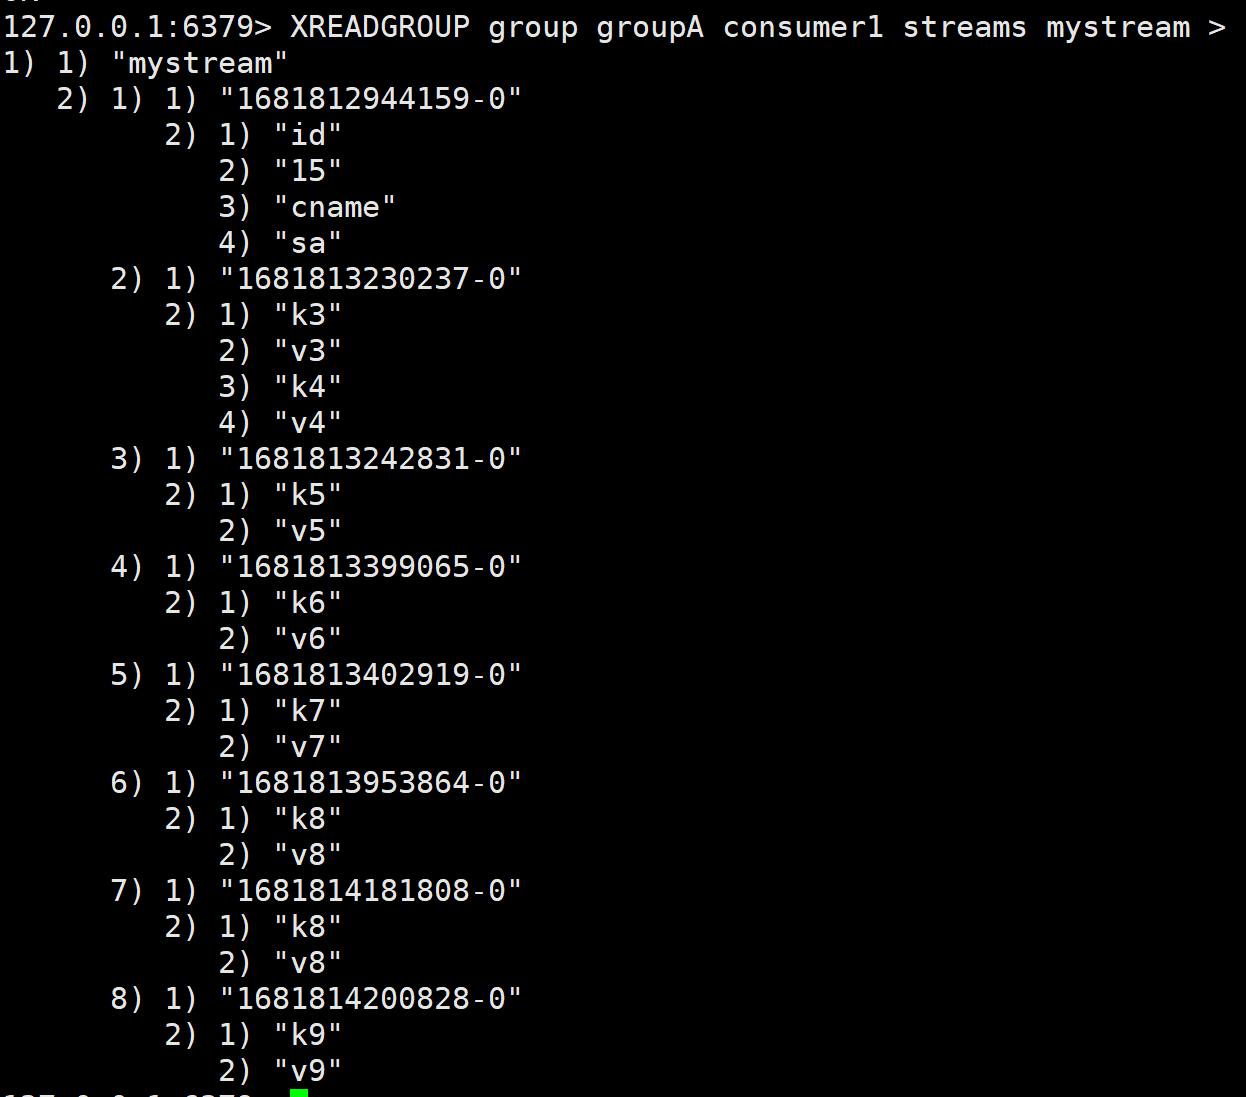 127.0.0.1:6379> XREADGROUP group groupA consumer1 streams mystream >
1) 1) "mystream"
   2) 1) 1) "1681812944159-0"
         2) 1) "id"
            2) "15"
            3) "cname"
            4) "sa"
      2) 1) "1681813230237-0"
         2) 1) "k3"
            2) "v3"
            3) "k4"
            4) "v4"
      3) 1) "1681813242831-0"
         2) 1) "k5"
            2) "v5"
      4) 1) "1681813399065-0"
         2) 1) "k6"
            2) "v6"
      5) 1) "1681813402919-0"
         2) 1) "k7"
            2) "v7"
      6) 1) "1681813953864-0"
         2) 1) "k8"
            2) "v8"
      7) 1) "1681814181808-0"
         2) 1) "k8"
            2) "v8"
      8) 1) "1681814200828-0"
         2) 1) "k9"
            2) "v9"